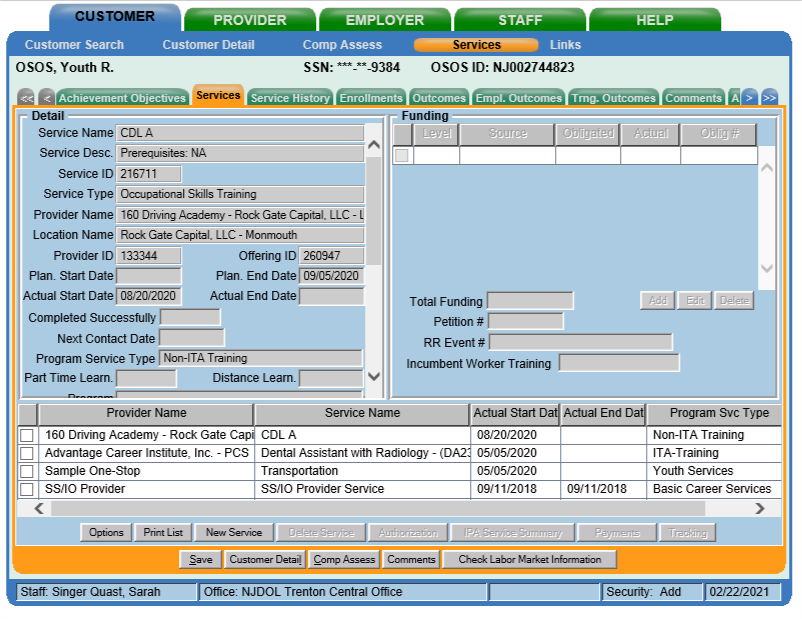 CUSTOMER PROVIDER EMPLOYER STAFF HELP
Customer Search Customer Detail Comp Assess Services Links
OSOS, Youth R. SSN: ***-**-9384 OSOS ID: NJ002744823
<< < Achievement Objectives Services Service History Enrollments Outcomes Empl. Outcomes Trng. Outcomes Comments A > >>
Detail
Service Name CDL A
Service Desc. Prerequisites: NA
Service ID 216711
Service Type Occupational Skills Training
Provider Name 160 Driving Academy - Rock Gate Capital, LLC - L
Location Name Rock Gate Capital, LLC - Monmouth
Provider ID 133344 Offering ID 260947
Plan. Start Date Plan. End Date 09/05/2020
Actual Start Date 08/20/2020 Actual End Date
Completed Successfully
Next Contact Date
Program Service Type Non-ITA Training
Part Time Learn. Distance Learn.
Program
Funding
Level Source Obligated Actual Oblig #
Total Funding Add Edit Delete
Petition #
RR Event #
Incumbent Worker Training
Provider Name Service Name Actual Start Dat Actual End Dat Program Svc Type
160 Driving Academy - Rock Gate Capi CDL A 08/20/2020 Non-ITA Training
Advantage Career Institute, Inc. - PCS Dental Assistant with Radiology - (DA23 05/05/2020 ITA-Training
Sample One-Stop Transportation 05/05/2020 Youth Services
SS/IO Provider SS/IO Provider Service 09/11/2018 09/11/2018 Basic Career Services
Options Print List New Service Delete Service Authorization IPA Service Summary Payments Tracking
Save Customer Detail Comp Assess Comments Check Labor Market Information
Staff: Singer Quast, Sarah Office: NJDOL Trenton Central Office Security: Add 02/22/2021